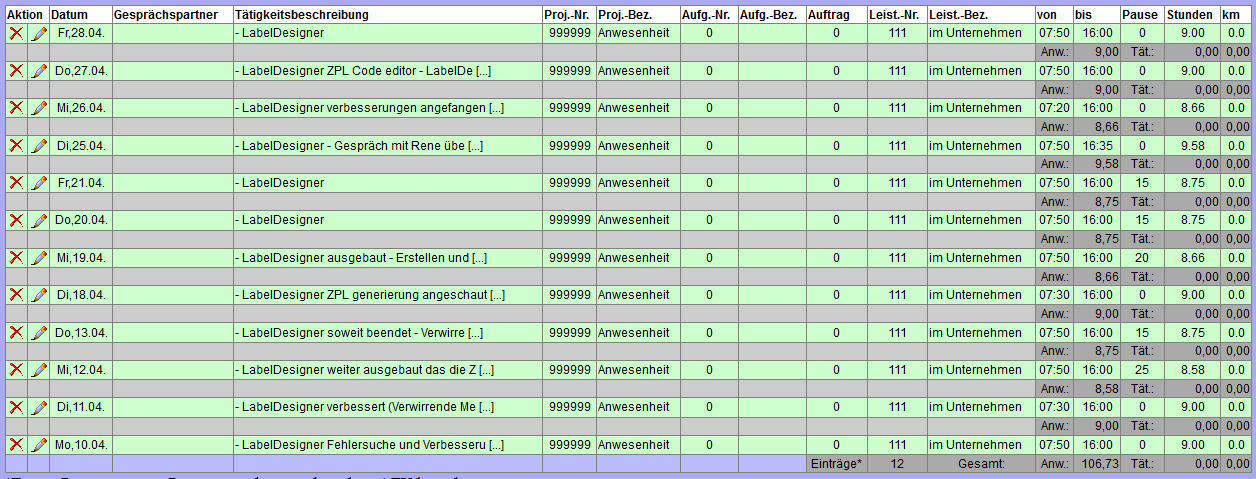 Aktion Datum Gesprächspartner Tätigkeitsbeschreibung Proj.-Nr. Proj.-Bez. Aufg.-Nr. Aufg.-Bez. Auftrag Leist.-Nr. Leist.-Bez. von bis Pause Stunden km
Fr,28.04. - LabelDesigner 999999 Anwesenheit 0 0 111 im Unternehmen 07:50 16:00 0 9.00 0.0
Anw.: 9,00 Tät.: 0,00 0,00
Do,27.04. - LabelDesigner ZPL Code editor - LabelDe [...] 999999 Anwesenheit 0 0 111 im Unternehmen 07:50 16:00 0 9.00 0.0
Anw.: 9,00 Tät.: 0,00 0,00
Mi,26.04. - LabelDesigner verbesserungen angefangen [...] 999999 Anwesenheit 0 0 111 im Unternehmen 07:20 16:00 0 8.66 0.0
Anw.: 8,66 Tät.: 0,00 0,00
Di,25.04. - LabelDesigner - Gespräch mit Rene übe [...] 999999 Anwesenheit 0 0 111 im Unternehmen 07:50 16:35 0 9.58 0.0
Anw.: 9,58 Tät.: 0,00 0,00
Fr,21.04. - LabelDesigner 999999 Anwesenheit 0 0 111 im Unternehmen 07:50 16:00 15 8.75 0.0
Anw.: 8,75 Tät.: 0,00 0,00
Do,20.04. - LabelDesigner 999999 Anwesenheit 0 0 111 im Unternehmen 07:50 16:00 15 8.75 0.0
Anw.: 8,75 Tät.: 0,00 0,00
Mi,19.04. - LabelDesigner ausgebaut - Erstellen und [...] 999999 Anwesenheit 0 0 111 im Unternehmen 07:50 16:00 20 8.66 0.0
Anw.: 8,66 Tät.: 0,00 0,00
Di,18.04. - LabelDesigner ZPL generierung angeschaut [...] 999999 Anwesenheit 0 0 111 im Unternehmen 07:30 16:00 0 9.00 0.0
Anw.: 9,00 Tät.: 0,00 0,00
Do,13.04. - LabelDesigner soweit beendet - Verwirre [...] 999999 Anwesenheit 0 0 111 im Unternehmen 07:50 16:00 15 8.75 0.0
Anw.: 8,75 Tät.: 0,00 0,00
Mi,12.04. - LabelDesigner weiter ausgebaut das die Z [...] 999999 Anwesenheit 0 0 111 im Unternehmen 07:50 16:00 25 8.58 0.0
Anw.: 8,58 Tät.: 0,00 0,00
Di,11.04. - LabelDesigner verbessert (Verwirrende Me [...] 999999 Anwesenheit 0 0 111 im Unternehmen 07:30 16:00 0 9.00 0.0
Anw.: 9,00 Tät.: 0,00 0,00
Mo,10.04. - LabelDesigner Fehlersuche und Verbesseru [...] 999999 Anwesenheit 0 0 111 im Unternehmen 07:50 16:00 0 9.00 0.0
Einträge* 12 Gesamt: Anw.: 106,73 Tät.: 0,00 0,00